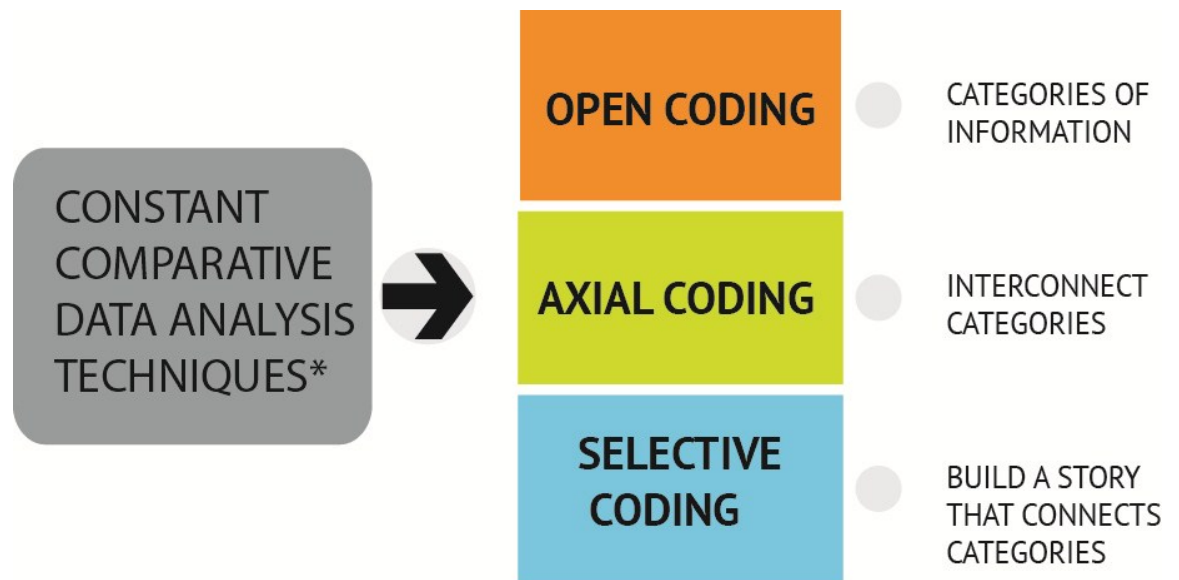 CONSTANT
COMPARATIVE
DATA ANALYSIS
TECHNIQUES*
OPEN CODING
CATEGORIES OF
INFORMATION
AXIAL CODING
INTERCONNECT
CATEGORIES
SELECTIVE
CODING
BUILD A STORY
THAT CONNECTS
CATEGORIES